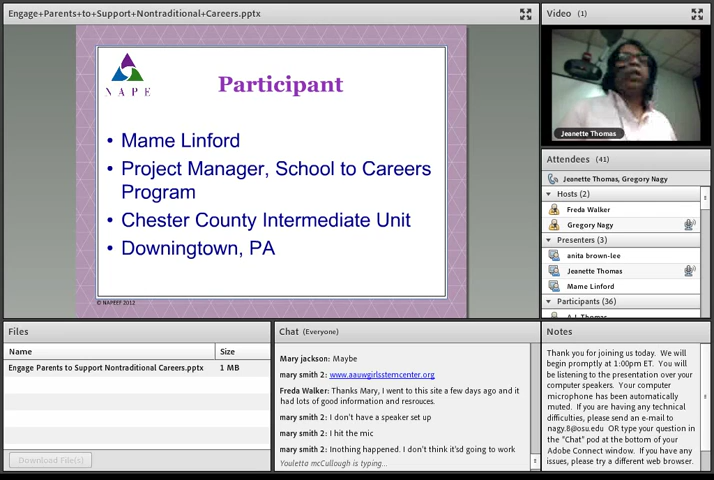 Engage+Parents+to+Support+Nontraditional+Careers.pptx
NAPE
Participant
• Mame Linford
• Project Manager, School to Careers
Program
• Chester County Intermediate Unit
• Downingtown, PA
© NAPEEF 2012
Video (1)
Jeanette Thomas
Attendees (41)
Jeanette Thomas, Gregory Nagy
Hosts (2)
Freda Walker
Gregory Nagy
Presenters (3)
anita brown-lee
Jeanette Thomas
Mame Linford
Participants (36)
A.J. Thomas
Files
Name Size
Engage Parents to Support Nontraditional Careers.pptx 1 MB
Download File(s)
Chat (Everyone)
Mary jackson: Maybe
mary smith 2: www.aauwgirlsstemcenter.org
Freda Walker: Thanks Mary, I went to this site a few days ago and it
had lots of good information and resrouces.
mary smith 2: I don't have a speaker set up
mary smith 2: I hit the mic
mary smith 2: Inothing happened. I don't think it'sd going to work
Youletta mcCullough is typing...
Notes
Thank you for joining us today. We will
begin promptly at 1:00pm ET. You will
be listening to the presentation over your
computer speakers. Your computer
microphone has been automatically
muted. If you are having any technical
difficulties, please send an e-mail to
nagy.8@osu.edu OR type your question in
the "Chat" pod at the bottom of your
Adobe Connect window. If you have any
issues, please try a different web browser.